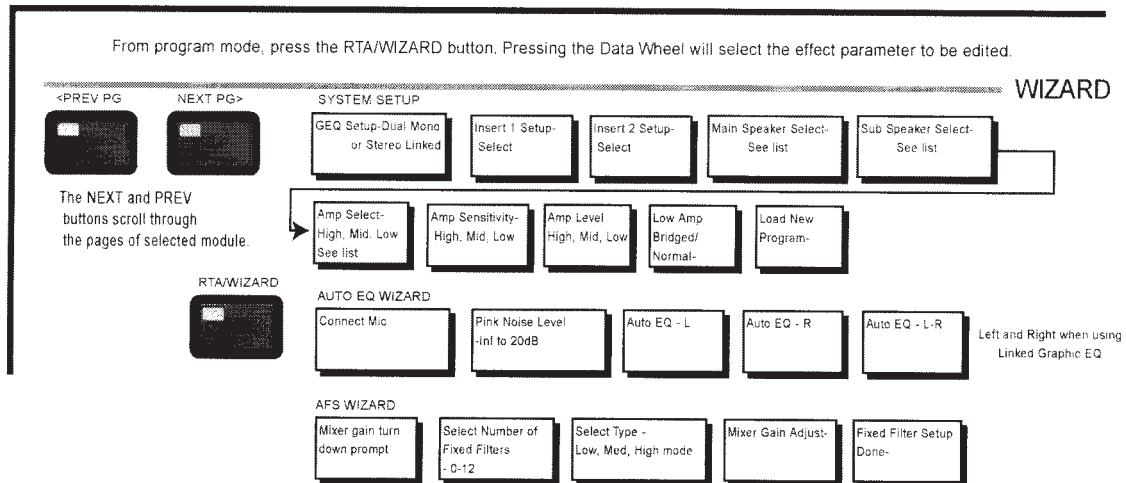 From program mode, press the RTA/WIZARD button. Pressing the Data Wheel will select the effect parameter to be edited.
WIZARD
<PREV PG
NEXT PG>
The NEXT and PREV
buttons scroll through
the pages of selected module.
RTA/WIZARD
SYSTEM SETUP
GEQ Setup-Dual Mono
or Stereo Linked
Insert 1 Setup-
Select
Insert 2 Setup-
Select
Main Speaker Select-
See list
Sub Speaker Select-
See list
Amp Select-
High, Mid, Low
See list
Amp Sensitivity-
High, Mid, Low
Amp Level
High, Mid, Low
Low Amp
Bridged/
Normal-
Load New
Program-
AUTO EQ WIZARD
Connect Mic
Pink Noise Level
-inf to 20dB
Auto EQ - L
Auto EQ - R
Auto EQ - L-R
Left and Right when using
Linked Graphic EQ
AFS WIZARD
Mixer gain turn
down prompt
Select Number of
Fixed Filters
- 0-12
Select Type -
Low, Med, High mode
Mixer Gain Adjust-
Fixed Filter Setup
Done-